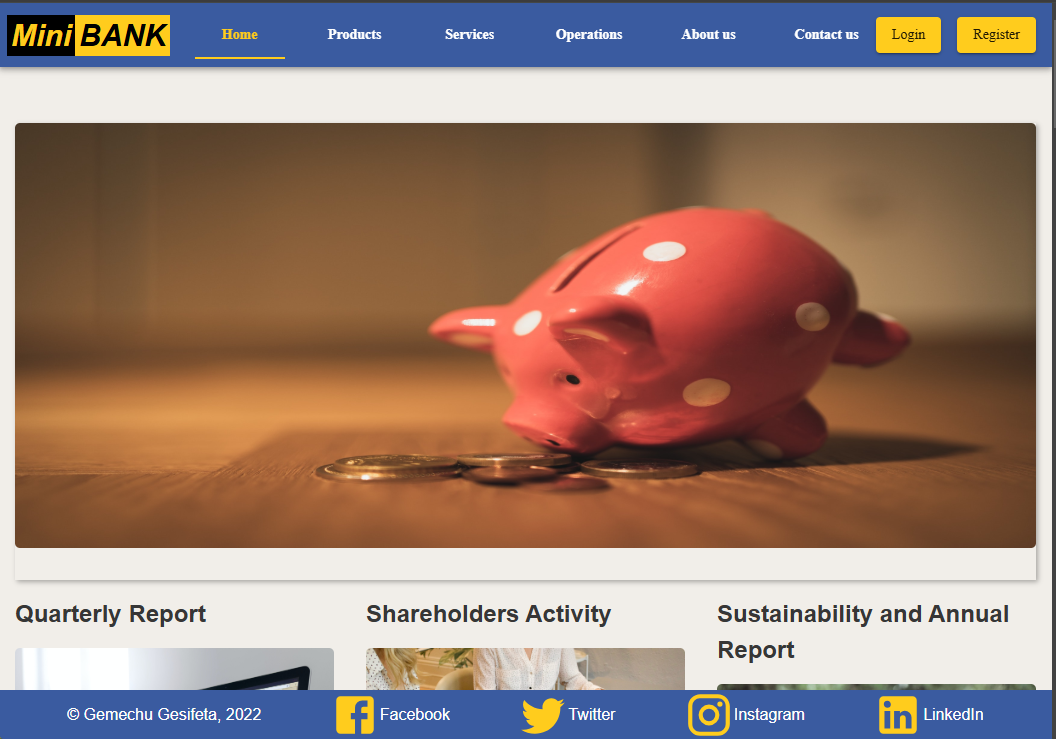 Mini BANK
Home
Products
Services
Operations
About us
Contact us
Login
Register
Quarterly Report
Shareholders Activity
Sustainability and Annual
Report
© Gemechu Gesifeta, 2022
Facebook
Twitter
Instagram
LinkedIn